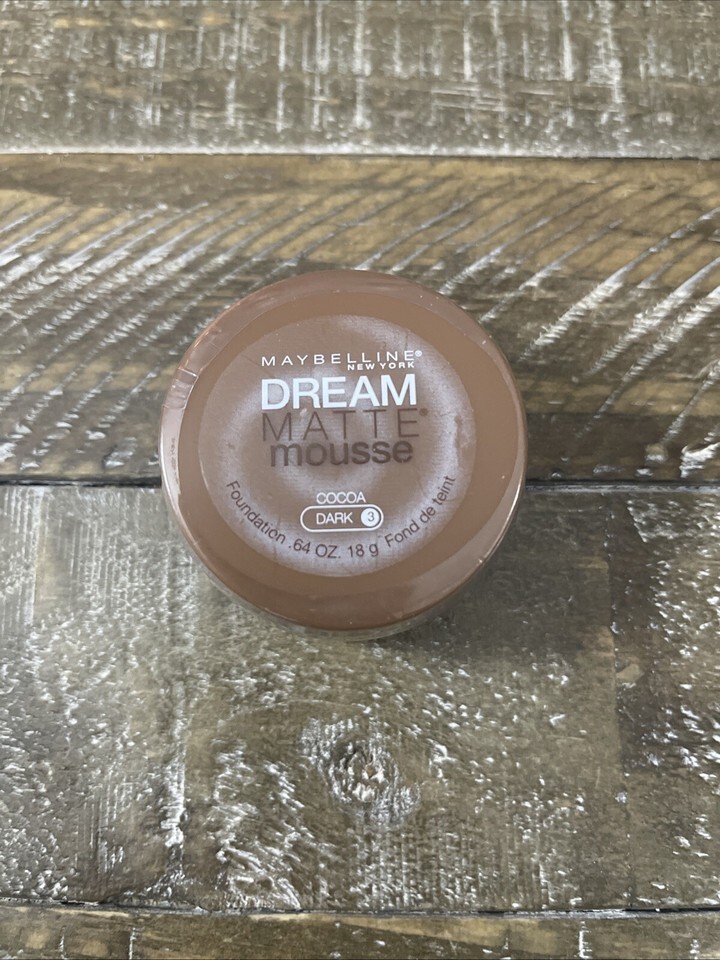 MAYBELLINE®
NEW YORK
DREAM
MATTE®
mousse
COCOA
DARK 3
Foundation .64 OZ. 18 g Fond de teint